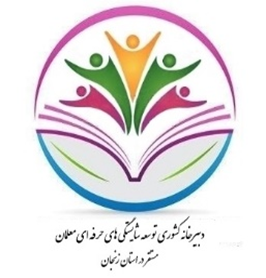 دبیرخانه کشوری توسعه شایستگی های حرفه ای معلمان
مستقر در استان زنجان